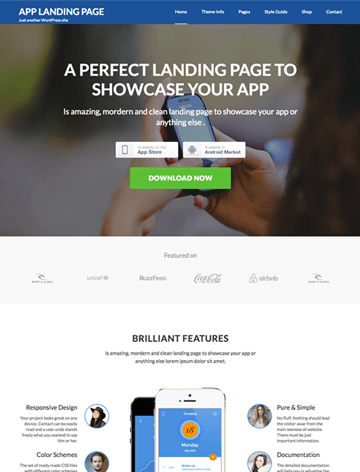 APP LANDING PAGE
Just another WordPress site
Home Theme Info Pages Style Guide Shop Contact
A PERFECT LANDING PAGE TO
SHOWCASE YOUR APP
Is amazing, mordern and clean landing page to showcase your app or
anything else .
Available on the
App Store
Available in
Android Market
DOWNLOAD NOW
Featured on
unicef
BuzzFeed
Coca-Cola
airbnb
BRILLIANT FEATURES
Is amazing, mordern and clean landing page to showcase your app or
anything else lorem ipsum dolor sit amet.
Responsive Design
Your projects looks great on
any device. Contact can be easily
read and a user unde stands
freely what you wanted to say
him or her.
Color Schemes
The set of ready made CSS files
with different color schemes
18
Monday
Pure & Simple
No fluff. Nothing should lead
the visitor away from the
main seenese of website.
There must be just
important information.
Documentation
The detailed documentation
will help you in adjusting the